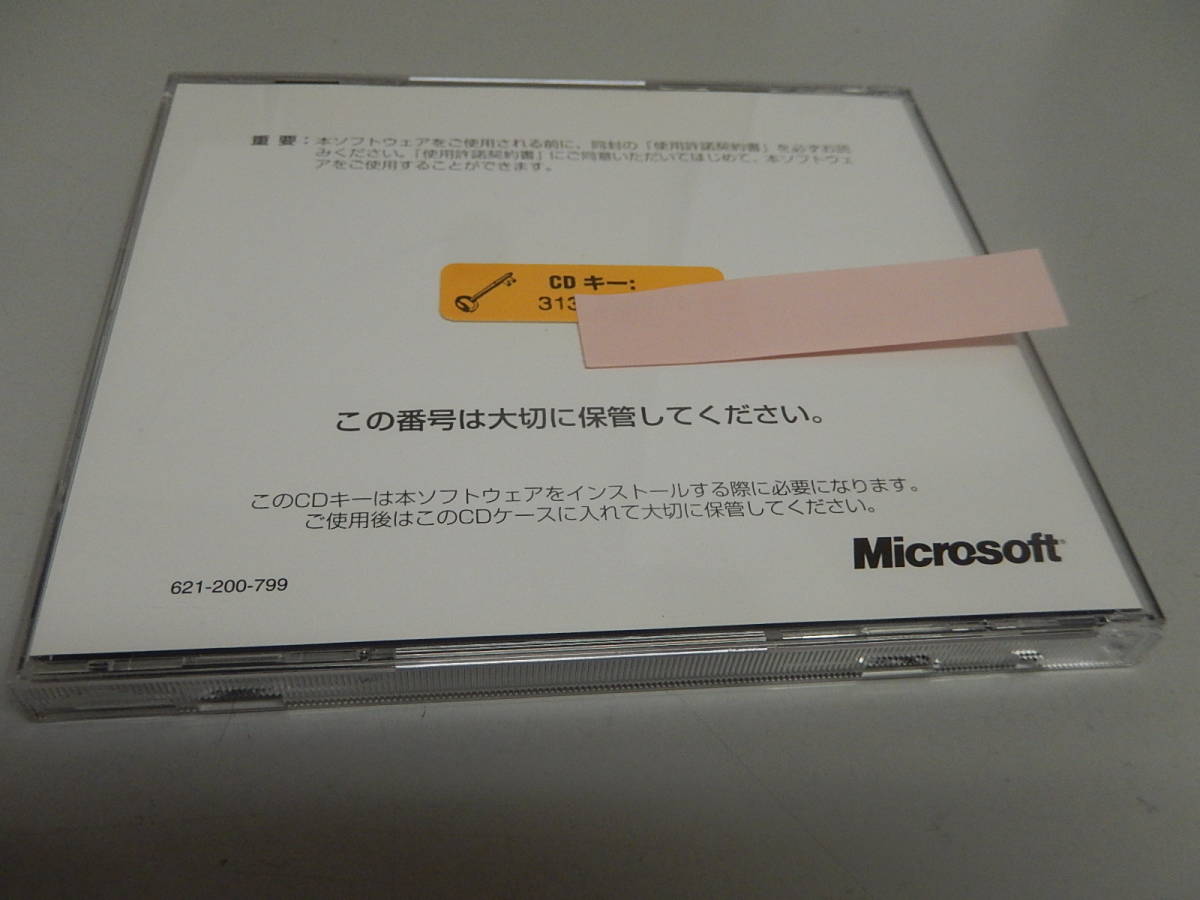 重 要：本ソフトウェアをご使用される前に、同封の「使用許諾契約書」を必ずお読
みください。「使用許諾契約書」にご同意いただいてはじめて、本ソフトウェ
アをご使用することができます。
CD キー:
313
この番号は大切に保管してください。
このCDキーは本ソフトウェアをインストールする際に必要になります。
ご使用後はこのCDケースに入れて大切に保管してください。
Microsoft®
621-200-799